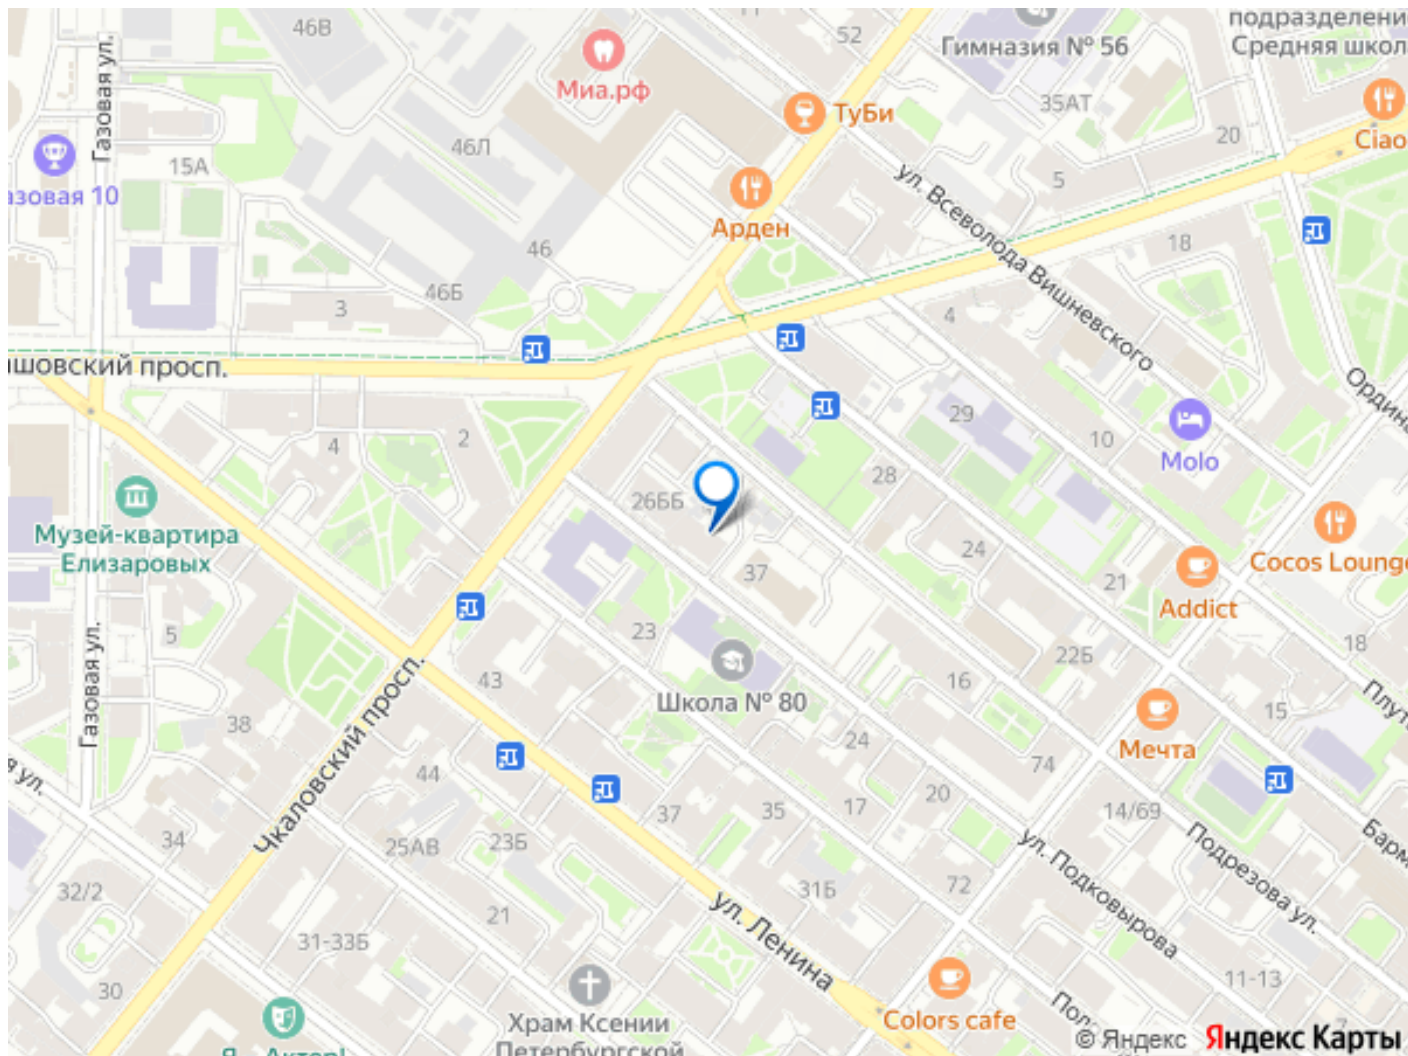 46В
52
подразделени
Гимназия № 56
Средняя школ
Газовая ул.
Миа.рф
35АТ
ТуБи
20
Ciao
46Л
15А
азовая 10
5
ул. Всеволода Вишневского
Арден
18
46
46Б
3
4
шовский просп.
Ордина
2
4
29
10
28
Molo
26ББ
Музей-квартира
Елизаровых
24
Cocos Lounge
37
21
Addict
5
23
18
22Б
Газовая ул.
43
16
Школа № 80
Плут
15
38
24
Мечта
Чкаловский просп.
я ул.
44
74
20
17
35
37
14/69
34
23Б
25АВ
Барм
Подрезова ул.
ул. Подковырова
32/2
31Б
72
21
ул. Ленина
31-33Б
11-13
30
Храм Ксении
Петербургской
Colors cafe
Пол
Я – Актер!
© Яндекс Яндекс Карты